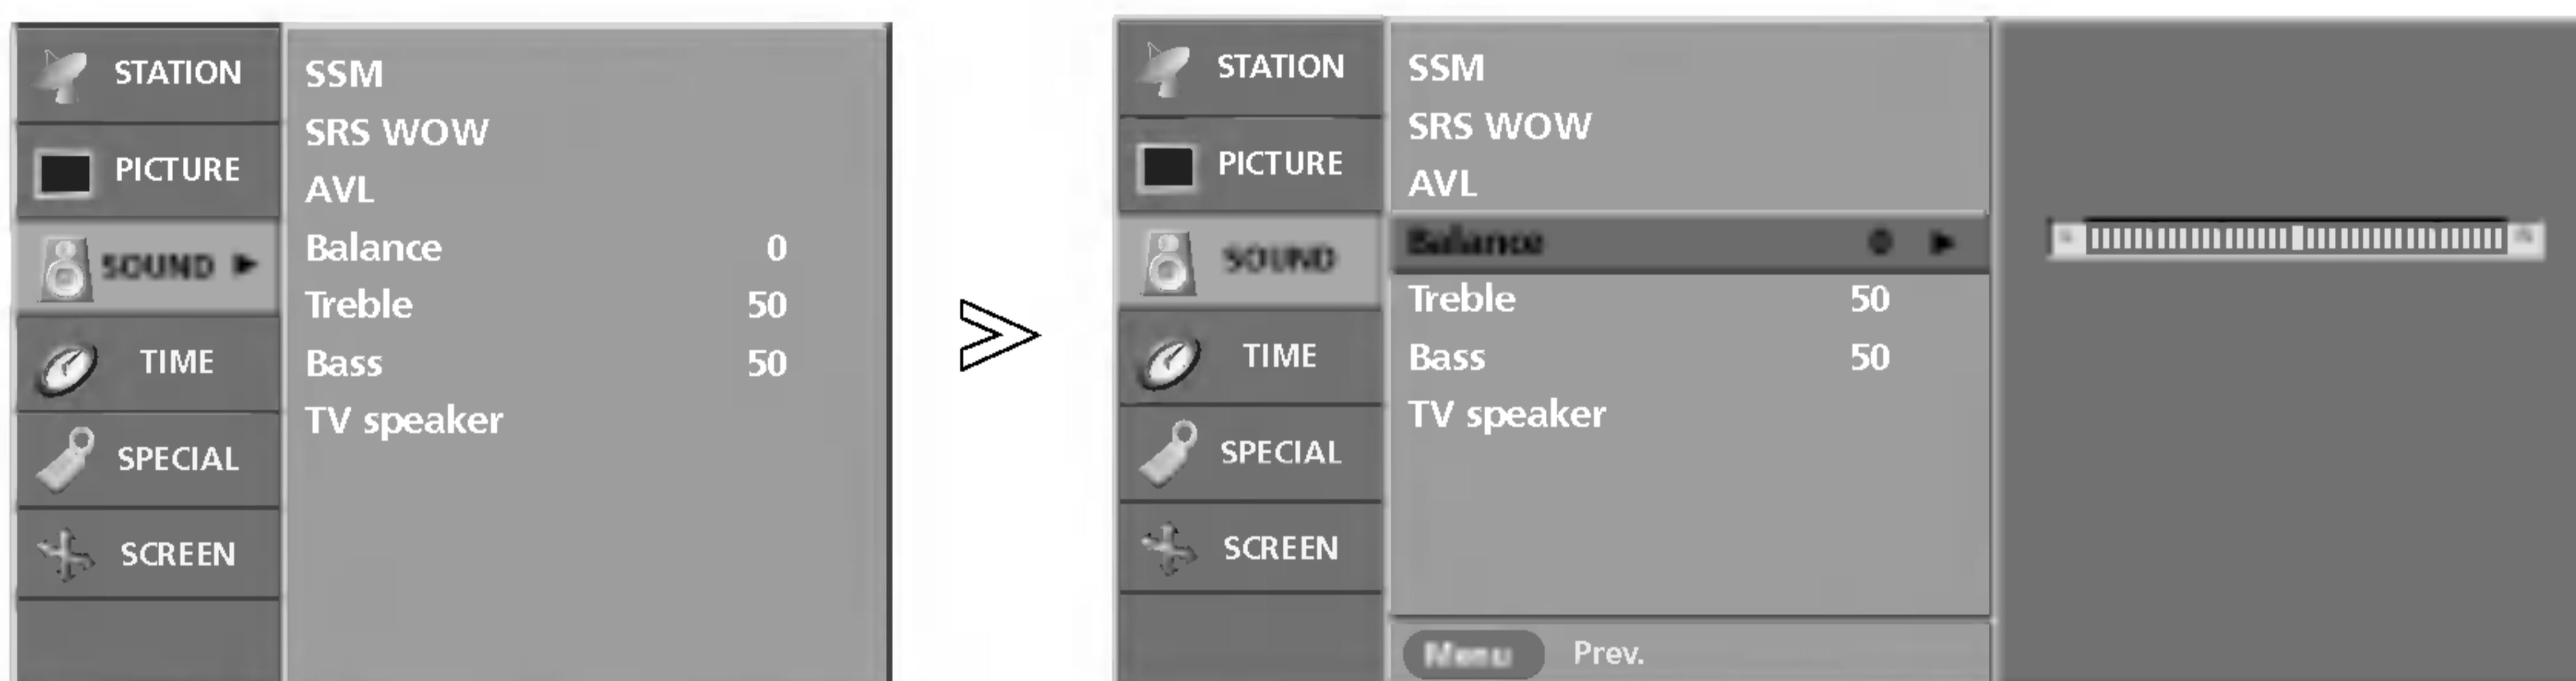 STATION
PICTURE
SOUND
TIME
SPECIAL
SCREEN
SSM
SRS WOW
AVL
Balance 0
Treble 50
Bass 50
TV speaker
STATION
PICTURE
SOUND
TIME
SPECIAL
SCREEN
SSM
SRS WOW
AVL
Balance 0
Treble 50
Bass 50
TV speaker
Menu Prev.